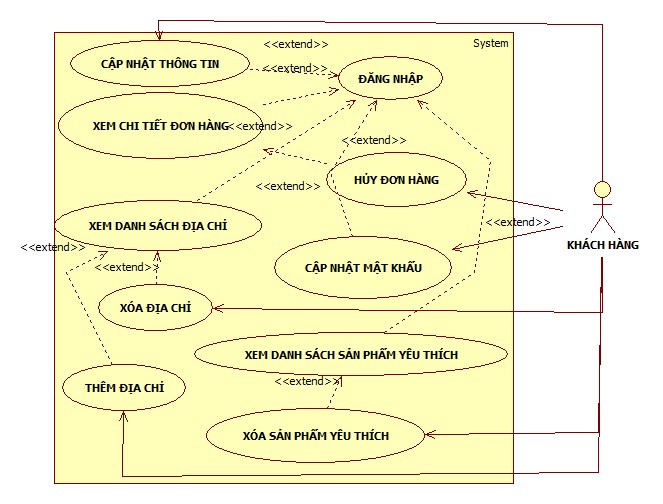 <<extend>>
System
CẬP NHẬT THÔNG TIN
<<extend>>
ĐĂNG NHẬP
XEM CHI TIẾT ĐƠN HÀNG
<<extend>>
<<extend>>
HỦY ĐƠN HÀNG
<<extend>>
XEM DANH SÁCH ĐỊA CHỈ
<<extend>>
KHÁCH HÀNG
<<extend>>
<<extend>>
CẬP NHẬT MẬT KHẨU
XÓA ĐỊA CHỈ
XEM DANH SÁCH SẢN PHẨM YÊU THÍCH
THÊM ĐỊA CHỈ
<<extend>>
XÓA SẢN PHẨM YÊU THÍCH